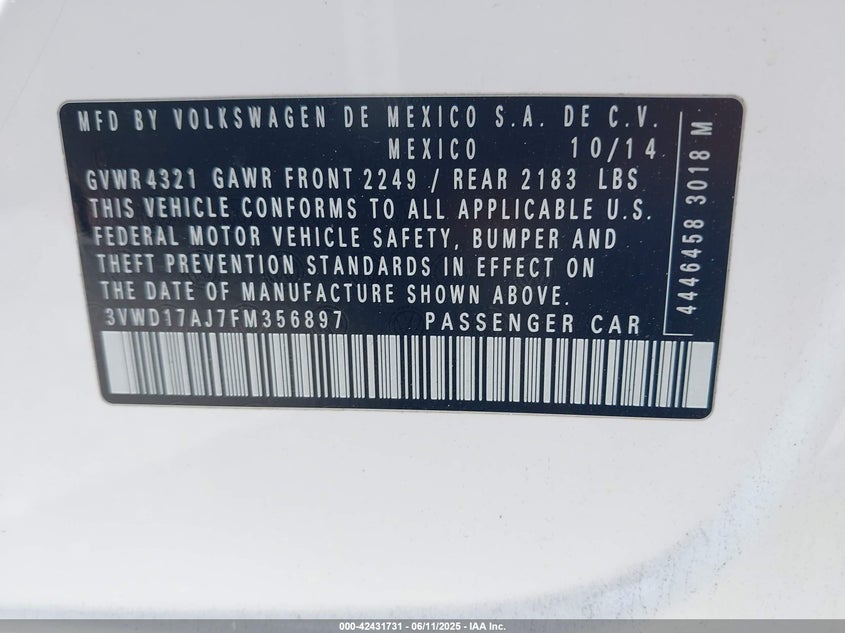 MFD BY VOLKSWAGEN DE MEXICO S.A. DE C.V.
MEXICO 10/14
GVWR 4321 GAWR FRONT 2249 / REAR 2183 LBS
THIS VEHICLE CONFORMS TO ALL APPLICABLE U.S.
FEDERAL MOTOR VEHICLE SAFETY, BUMPER AND
THEFT PREVENTION STANDARDS IN EFFECT ON
THE DATE OF MANUFACTURE SHOWN ABOVE.
3VWD17AJ7FM356897 PASSENGER CAR
4446458 3018 M
000-42431731 - 06/11/2025 - IAA Inc.